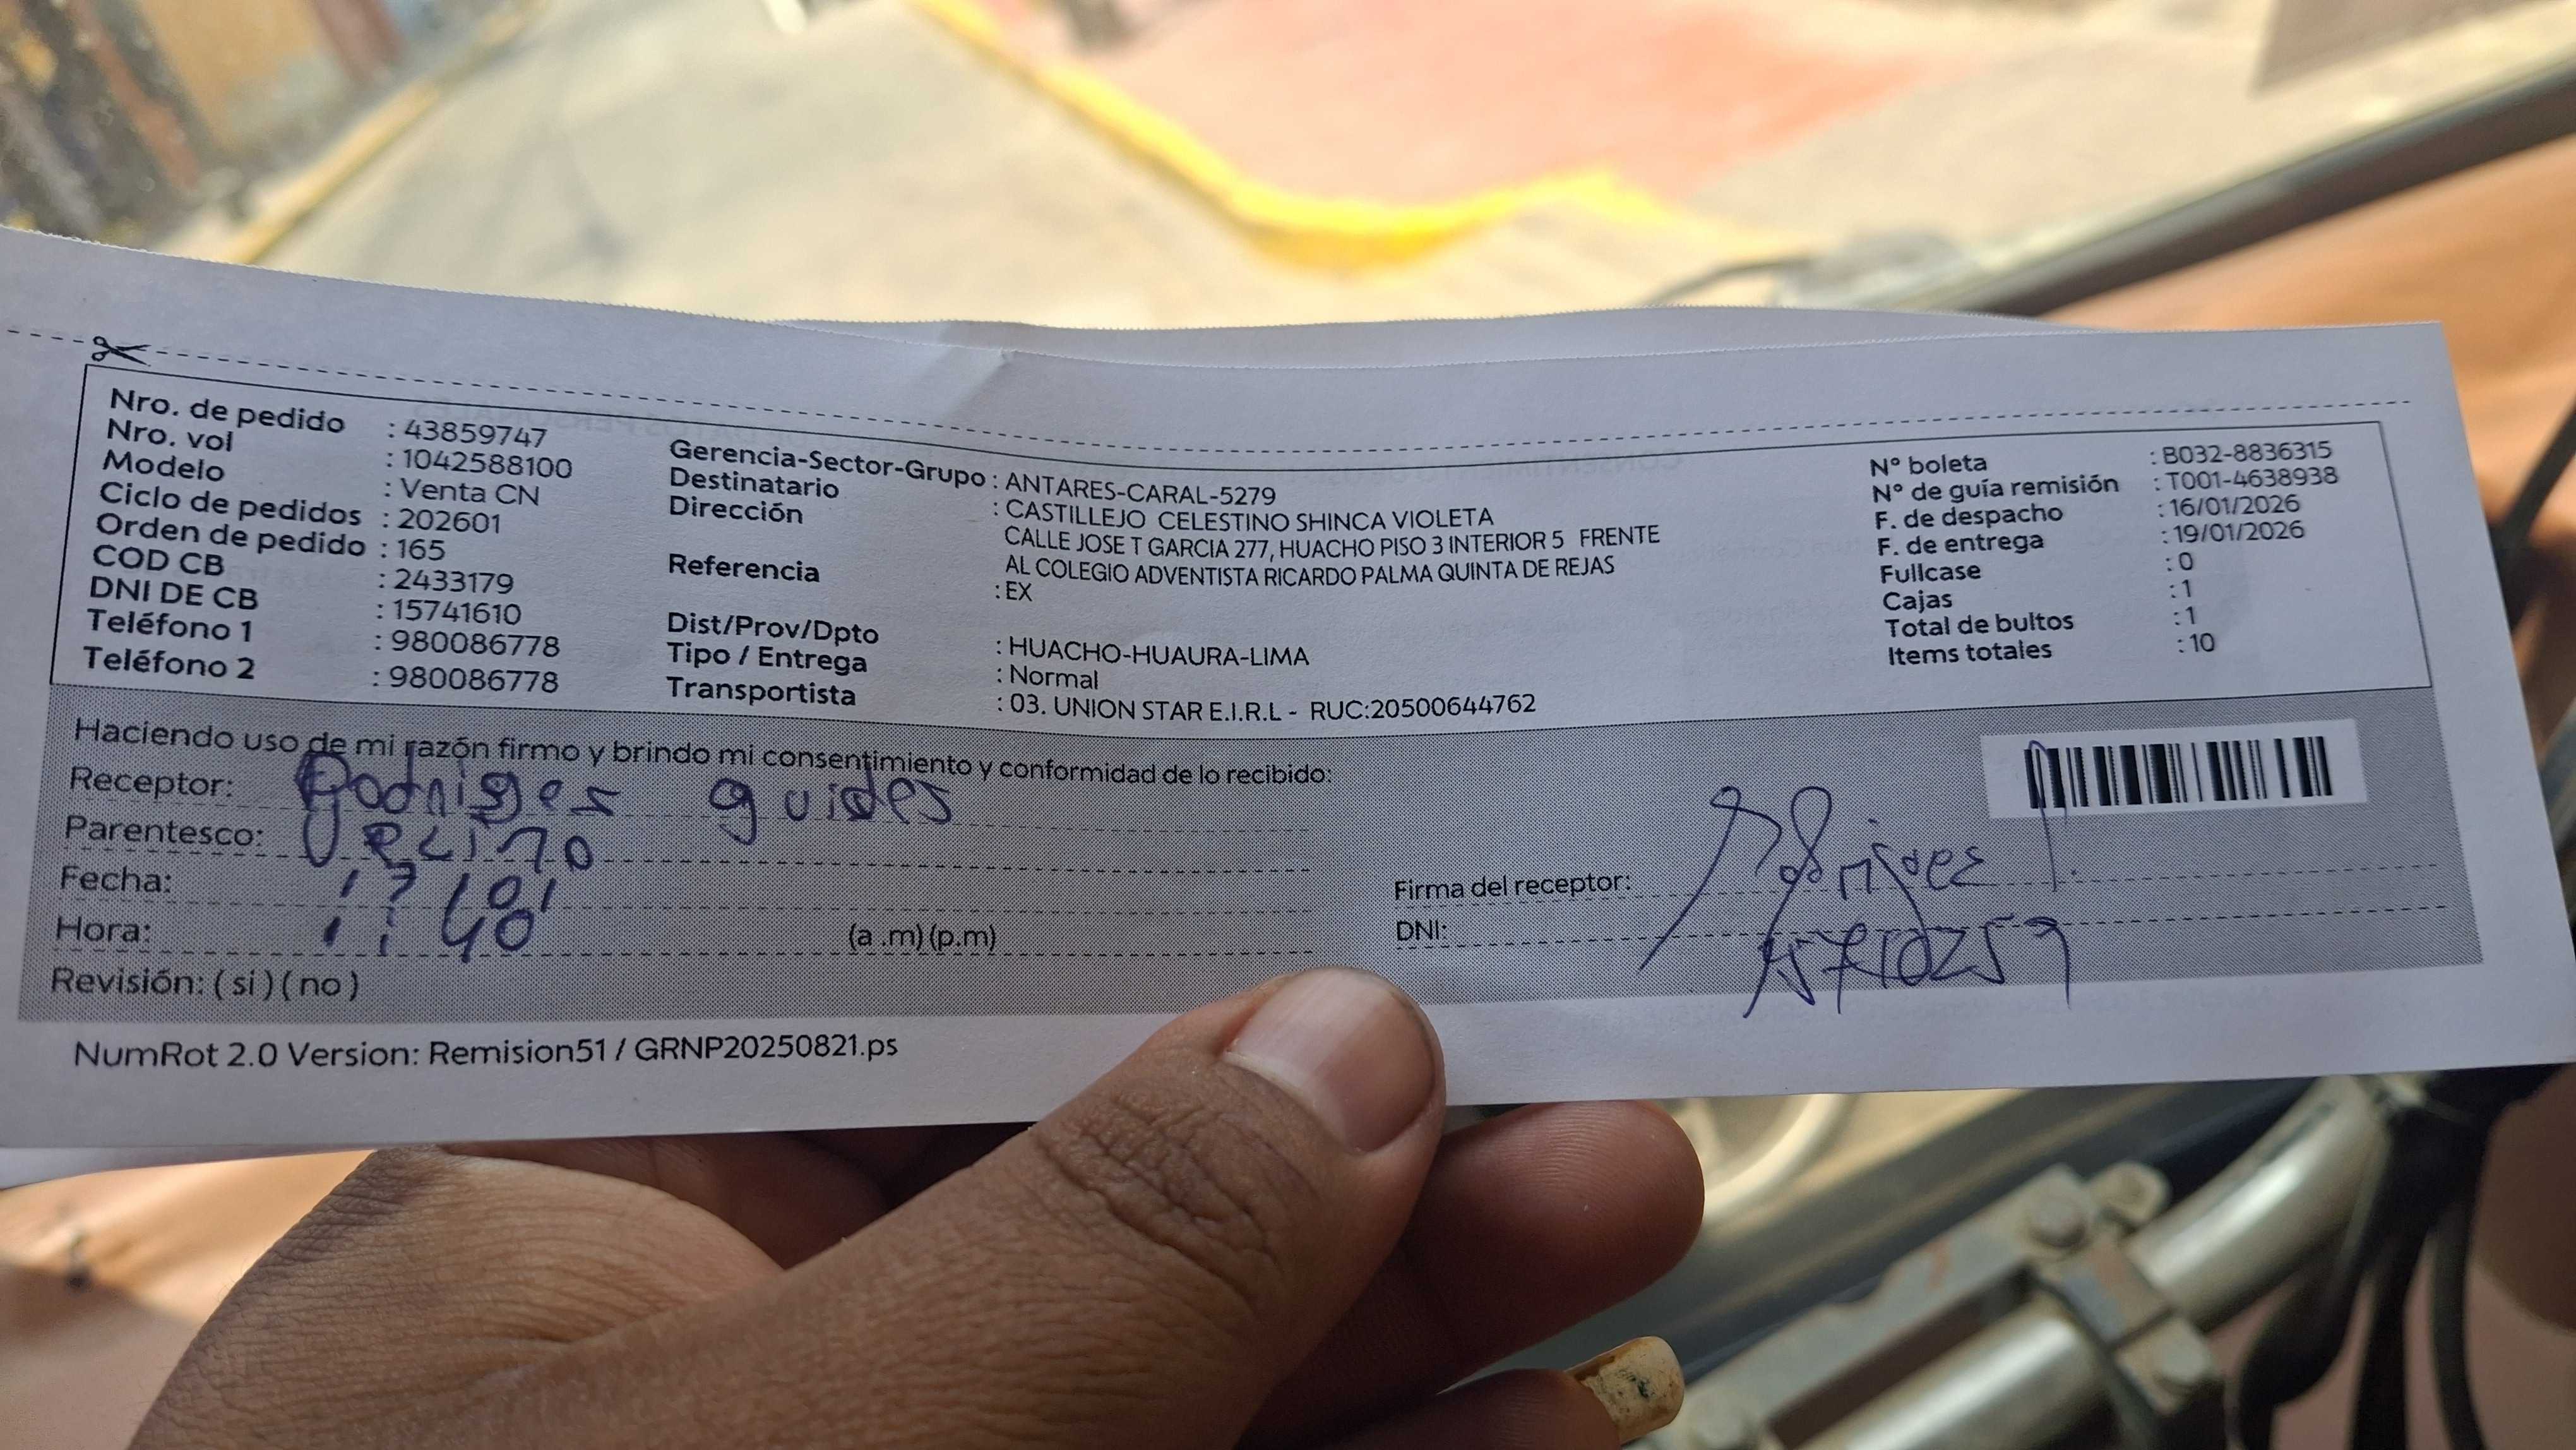 Nro. de pedido : 43859747
Nro. vol : 1042588100
Modelo : Venta CN
Ciclo de pedidos : 202601
Orden de pedido : 165
COD CB : 2433179
DNI DE CB : 15741610
Teléfono 1 : 980086778
Teléfono 2 : 980086778
Gerencia-Sector-Grupo : ANTARES-CARAL-5279
Destinatario : CASTILLEJO CELESTINO SHINCA VIOLETA
Dirección CALLE JOSE T GARCIA 277, HUACHO PISO 3 INTERIOR 5 FRENTE
AL COLEGIO ADVENTISTA RICARDO PALMA QUINTA DE REJAS
Referencia : EX
Dist/Prov/Dpto : HUACHO-HUAURA-LIMA
Tipo / Entrega : Normal
Transportista : 03. UNION STAR E.I.R.L - RUC:20500644762
N° boleta : B032-8836315
N° de guía remisión : T001-4638938
F. de despacho : 16/01/2026
F. de entrega : 19/01/2026
Fullcase : 0
Cajas : 1
Total de bultos : 1
Items totales : 10
Haciendo uso de mi razón firmo y brindo mi consentimiento y conformidad de lo recibido:
Receptor:
Parentesco: Vecino
Fecha:
Hora: 11:40 (a .m) (p.m)
Revisión: ( si ) ( no )
Firma del receptor:
DNI:
NumRot 2.0 Version: Remision51 / GRNP20250821.ps